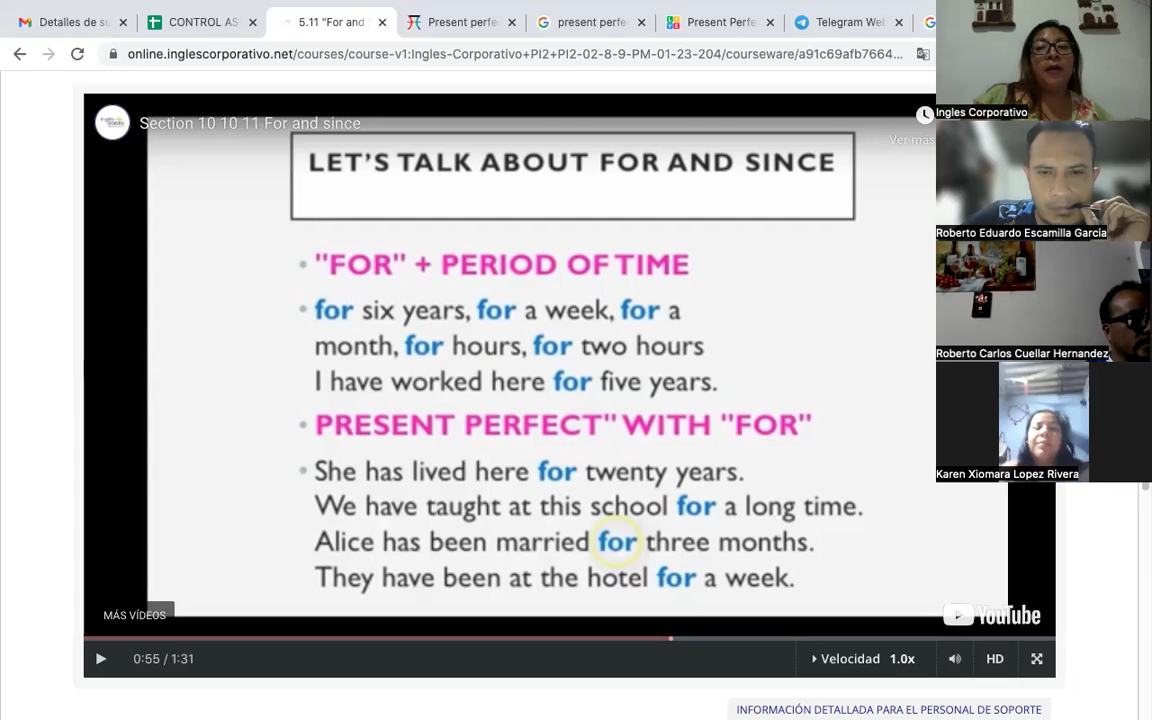 Detalles de su
CONTROL AS
5.11 "For and
Present perfe
present perfe
Present Perfe
Telegram Web
online.inglescorporativo.net/courses/course-v1:Ingles-Corporativo+PI2+PI2-02-8-9-PM-01-23-204/courseware/a91c69afb7664...
Section 10 10 11 For and since
Ver más
LET'S TALK ABOUT FOR AND SINCE
"FOR" + PERIOD OF TIME
for six years, for a week, for a
month, for hours, for two hours
I have worked here for five years.
PRESENT PERFECT" WITH "FOR"
She has lived here for twenty years.
We have taught at this school for a long time.
Alice has been married for three months.
They have been at the hotel for a week.
MÁS VÍDEOS
YouTube
0:55 / 1:31
Velocidad 1.0x
HD
INFORMACIÓN DETALLADA PARA EL PERSONAL DE SOPORTE
Ingles Corporativo
Roberto Eduardo Escamilla Garcia
Roberto Carlos Cuellar Hernandez
Karen Xiomara Lopez Rivera